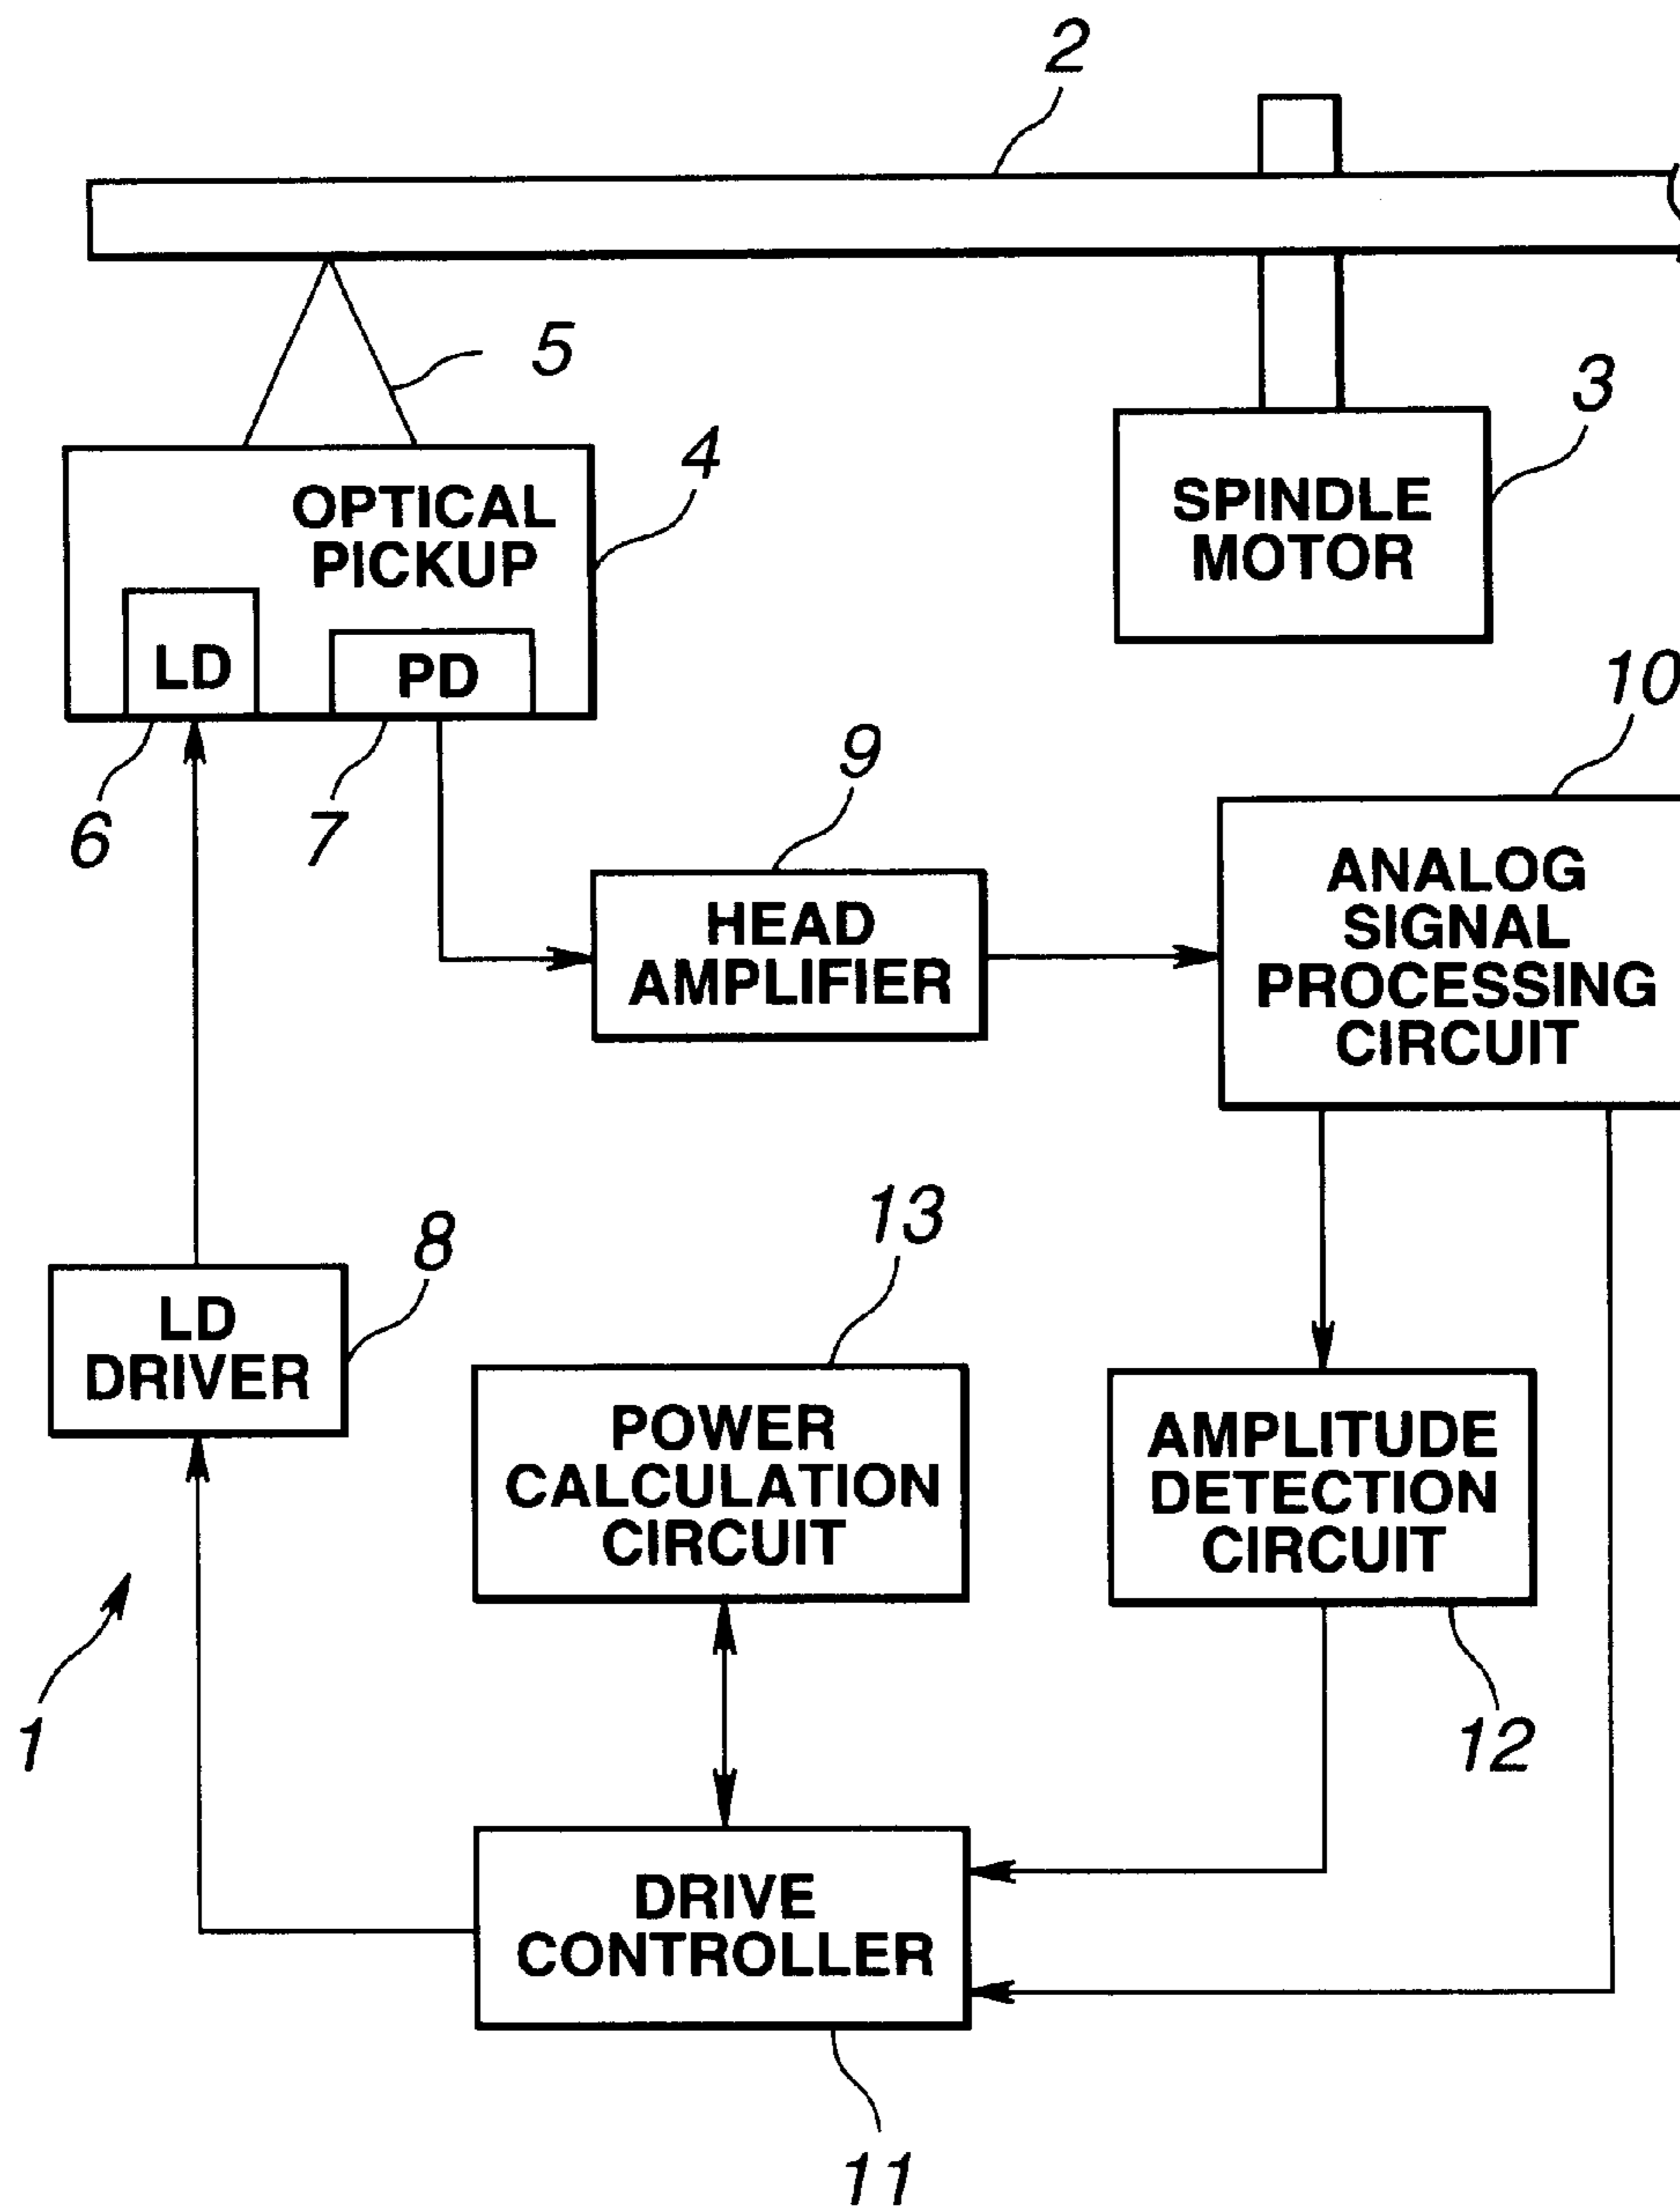 2
5
3
4
OPTICAL
PICKUP
SPINDLE
MOTOR
LD
PD
10
6
7
9
ANALOG
SIGNAL
PROCESSING
CIRCUIT
HEAD
AMPLIFIER
13
8
LD
DRIVER
POWER
CALCULATION
CIRCUIT
AMPLITUDE
DETECTION
CIRCUIT
1
12
DRIVE
CONTROLLER
11